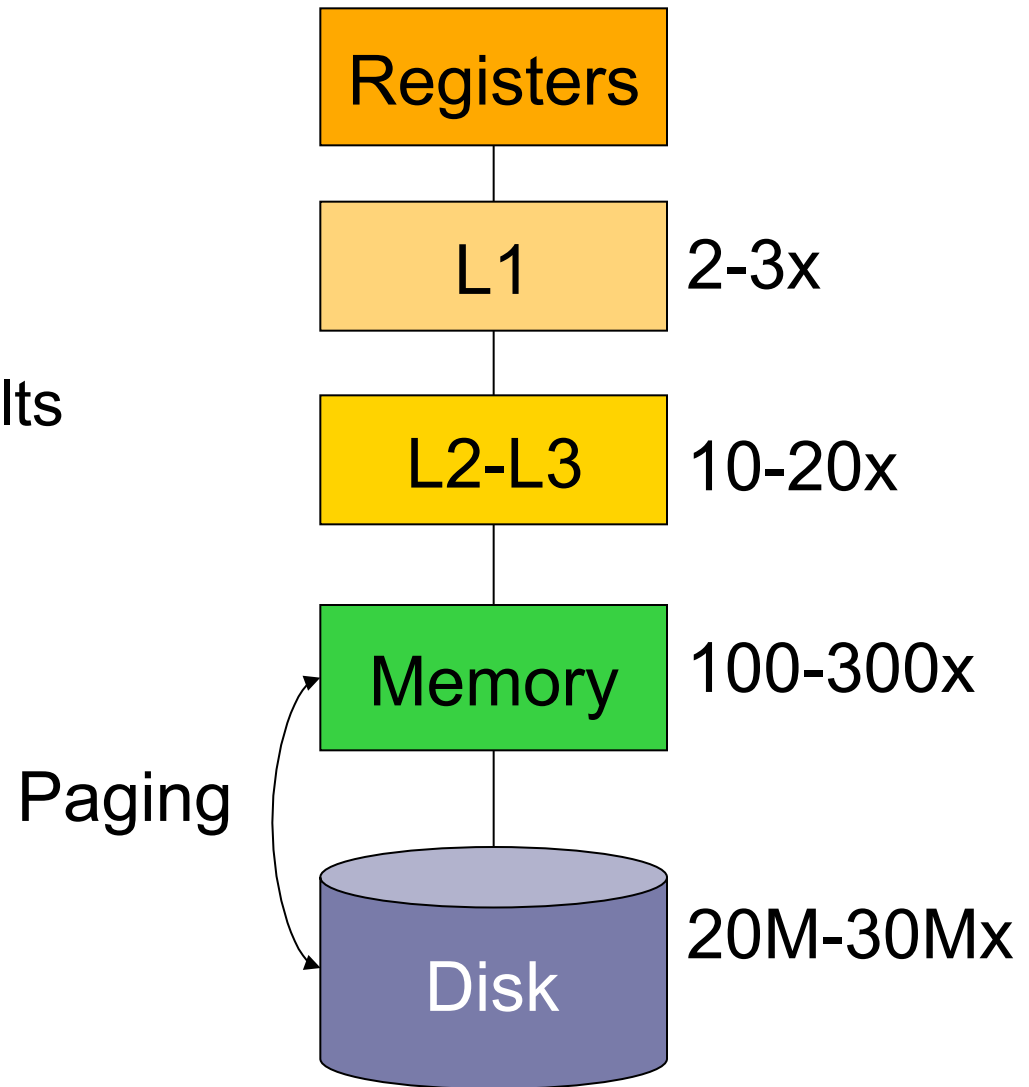 Registers
L1
2-3x
lts
L2-L3
10-20x
Memory
100-300x
Paging
Disk
20M-30Mx